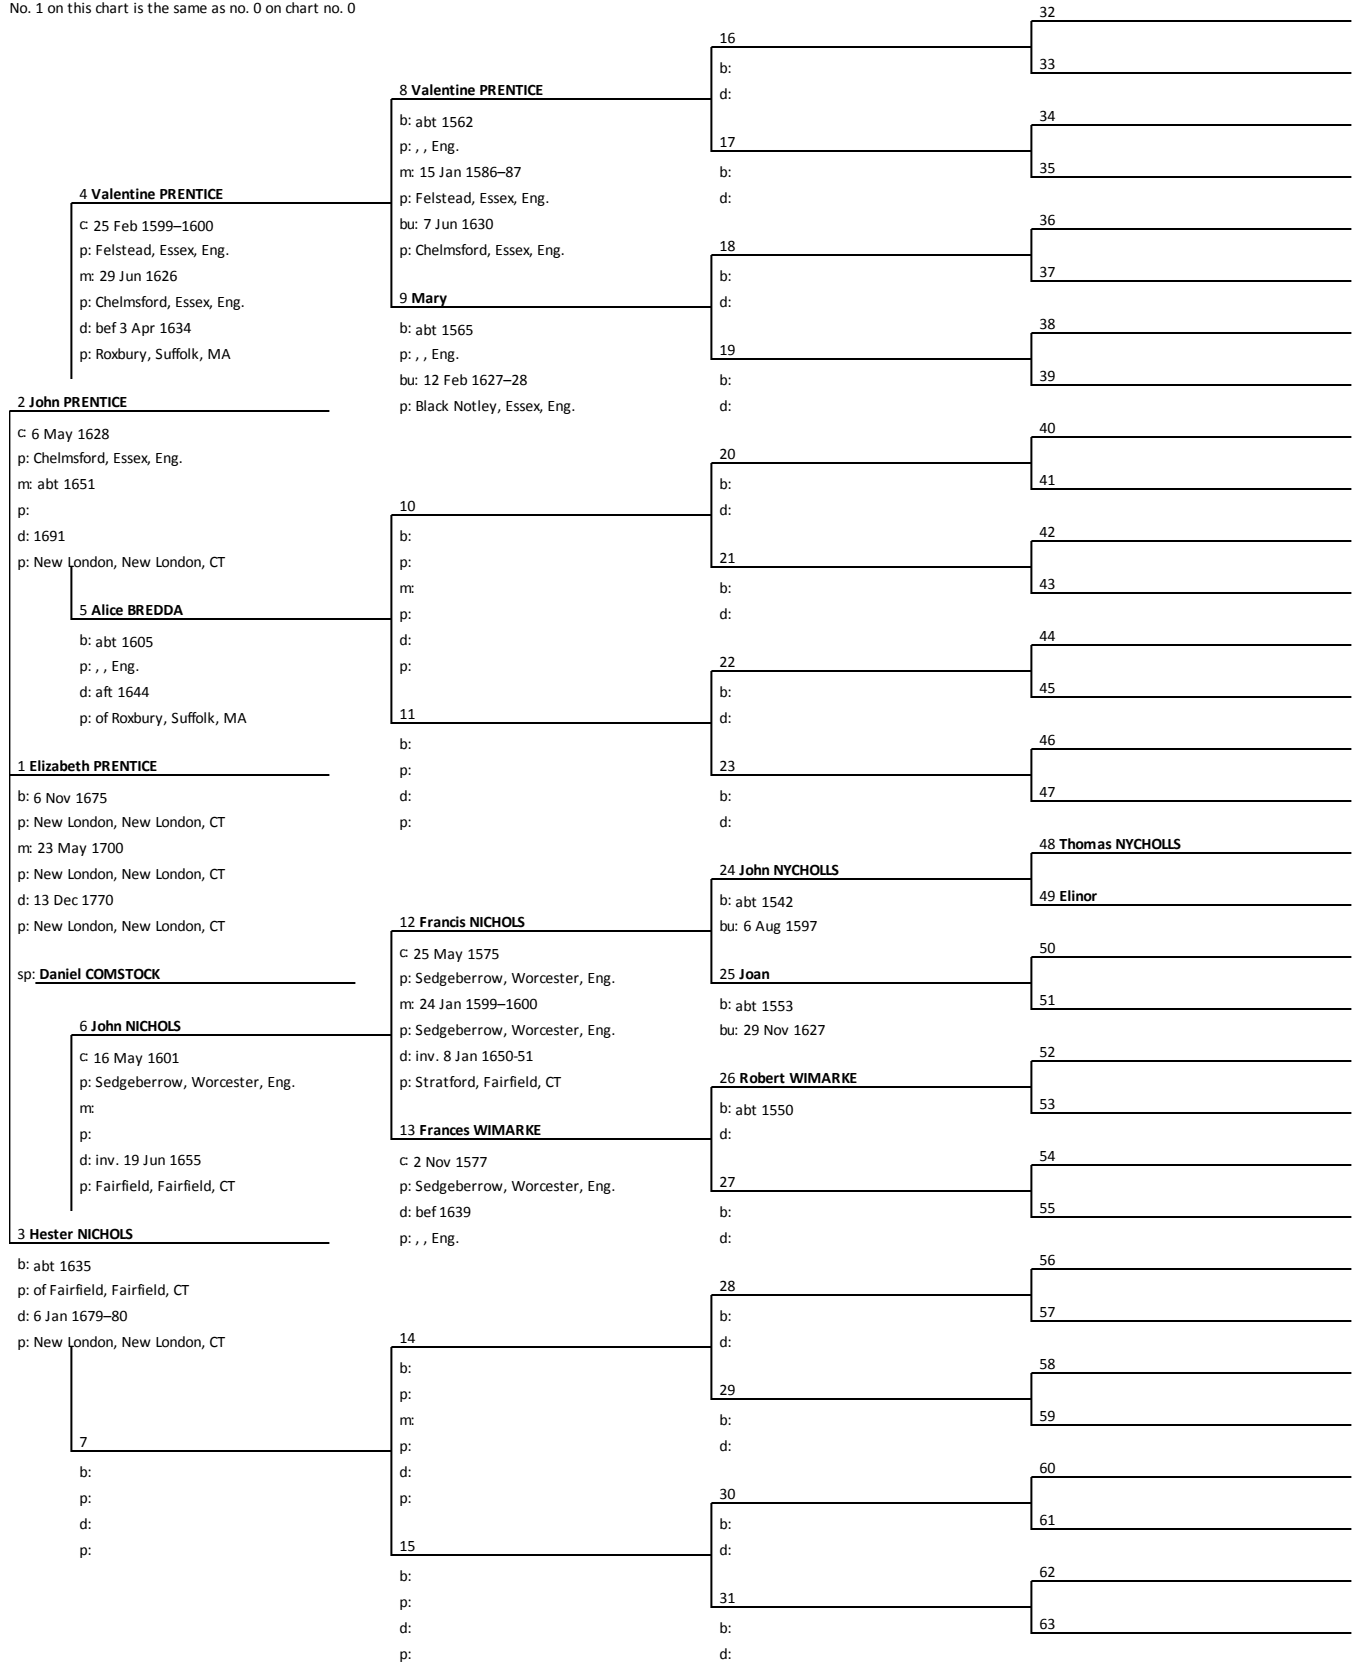 No. 1 on this chart is the same as no. 0 on chart no. 0
1 Elizabeth PRENTICE
b: 6 Nov 1675
p: New London, New London, CT
m: 23 May 1700
p: New London, New London, CT
d: 13 Dec 1770
p: New London, New London, CT
sp: Daniel COMSTOCK
2 John PRENTICE
c: 6 May 1628
p: Chelmsford, Essex, Eng.
m: abt 1651
p:
d: 1691
p: New London, New London, CT
3 Hester NICHOLS
b: abt 1635
p: of Fairfield, Fairfield, CT
d: 6 Jan 1679–80
p: New London, New London, CT
4 Valentine PRENTICE
c: 25 Feb 1599–1600
p: Felstead, Essex, Eng.
m: 29 Jun 1626
p: Chelmsford, Essex, Eng.
d: bef 3 Apr 1634
p: Roxbury, Suffolk, MA
5 Alice BREDDA
b: abt 1605
p: , , Eng.
d: aft 1644
p: of Roxbury, Suffolk, MA
6 John NICHOLS
c: 16 May 1601
p: Sedgeberrow, Worcester, Eng.
m:
p:
d: inv. 19 Jun 1655
p: Fairfield, Fairfield, CT
7
b:
p:
d:
p:
8 Valentine PRENTICE
b: abt 1562
p: , , Eng.
m: 15 Jan 1586–87
p: Felstead, Essex, Eng.
bu: 7 Jun 1630
p: Chelmsford, Essex, Eng.
9 Mary
b: abt 1565
p: , , Eng.
bu: 12 Feb 1627–28
p: Black Notley, Essex, Eng.
10
b:
p:
m:
p:
d:
p:
11
b:
p:
d:
p:
12 Francis NICHOLS
c: 25 May 1575
p: Sedgeberrow, Worcester, Eng.
m: 24 Jan 1599–1600
p: Sedgeberrow, Worcester, Eng.
d: inv. 8 Jan 1650-51
p: Stratford, Fairfield, CT
13 Frances WIMARKE
c: 2 Nov 1577
p: Sedgeberrow, Worcester, Eng.
d: bef 1639
p: , , Eng.
14
b:
p:
m:
p:
d:
p:
15
b:
p:
d:
p:
16
b:
d:
17
b:
d:
18
b:
d:
19
b:
d:
20
b:
d:
21
b:
d:
22
b:
d:
23
b:
d:
24 John NYCHOLLS
b: abt 1542
bu: 6 Aug 1597
25 Joan
b: abt 1553
bu: 29 Nov 1627
26 Robert WIMARKE
b: abt 1550
d:
27
b:
d:
28
b:
d:
29
b:
d:
30
b:
d:
31
b:
d:
32
33
34
35
36
37
38
39
40
41
42
43
44
45
46
47
48 Thomas NYCHOLLS
49 Elinor
50
51
52
53
54
55
56
57
58
59
60
61
62
63